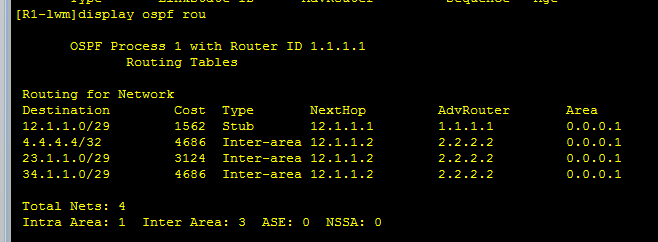 Type LinkState ID AdvRouter Sequence Age
[R1-lwm]display ospf rou
OSPF Process 1 with Router ID 1.1.1.1
Routing Tables
Routing for Network
Destination Cost Type NextHop AdvRouter Area
12.1.1.0/29 1562 Stub 12.1.1.1 1.1.1.1 0.0.0.1
4.4.4.4/32 4686 Inter-area 12.1.1.2 2.2.2.2 0.0.0.1
23.1.1.0/29 3124 Inter-area 12.1.1.2 2.2.2.2 0.0.0.1
34.1.1.0/29 4686 Inter-area 12.1.1.2 2.2.2.2 0.0.0.1
Total Nets: 4
Intra Area: 1 Inter Area: 3 ASE: 0 NSSA: 0